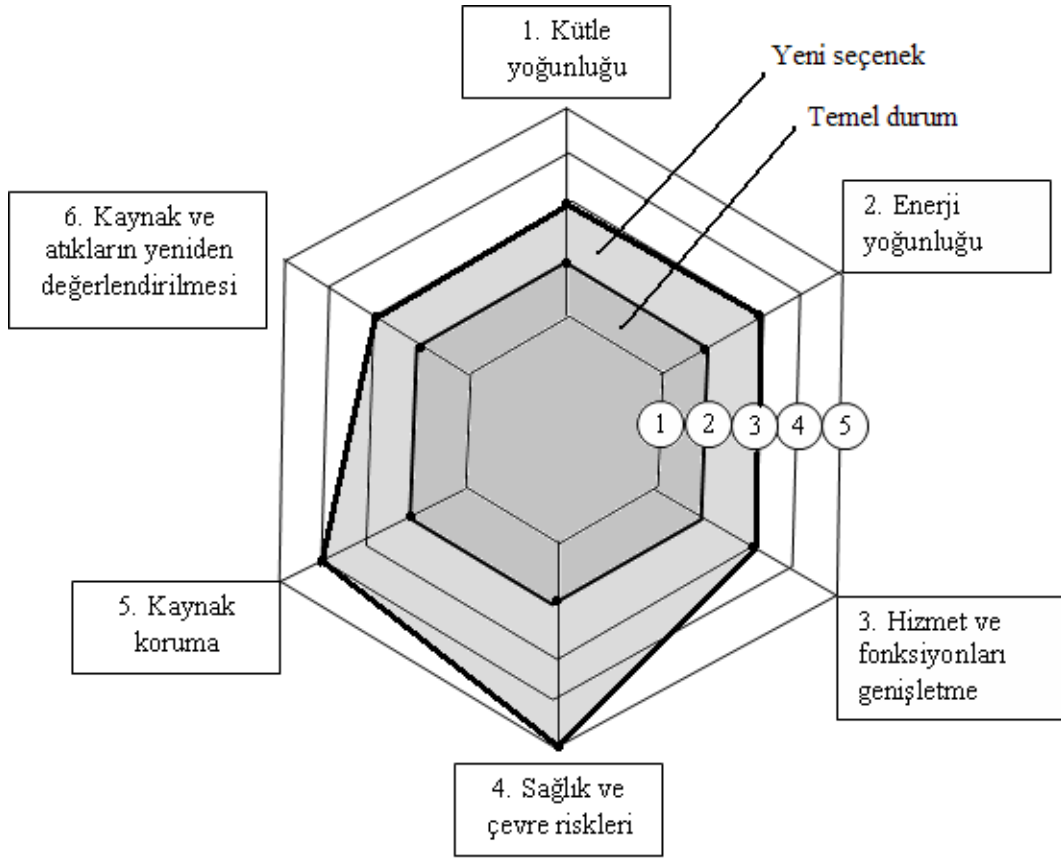 1. Kütle
yoğunluğu
Yeni seçenek
Temel durum
6. Kaynak ve
atıkların yeniden
değerlendirilmesi
2. Enerji
yoğunluğu
1 2 3 4 5
5. Kaynak
koruma
3. Hizmet ve
fonksiyonları
genişletme
4. Sağlık ve
çevre riskleri